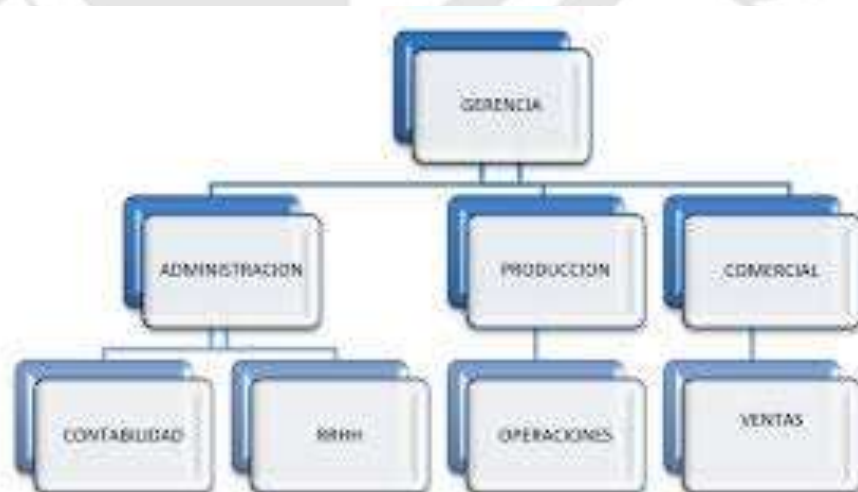 GERENCIA
ADMINISTRACION
PRODUCCION
COMERCIAL
CONTABILIDAD
RRHH
OPERACIONES
VENTAS